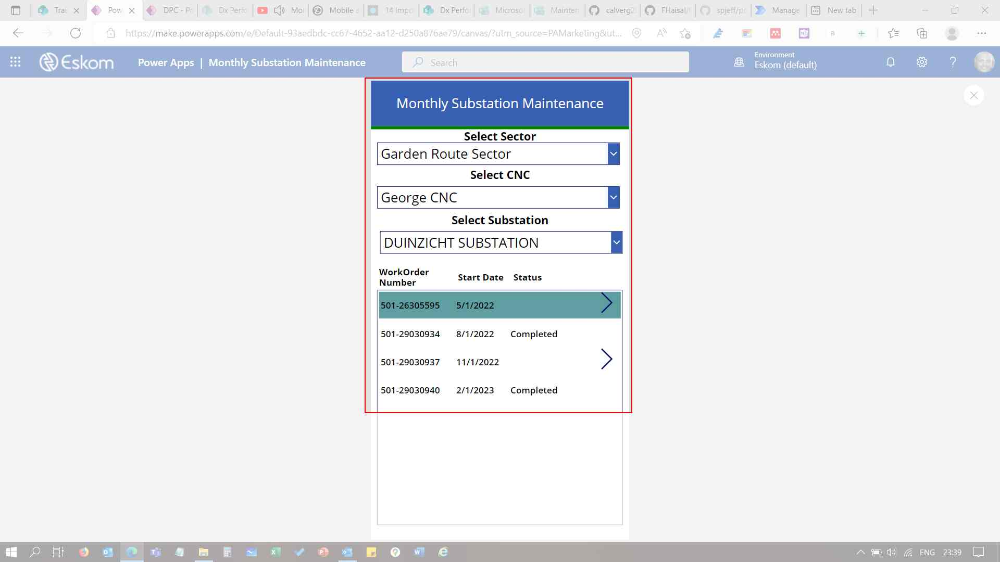 Trai
Pow
DPC - Po
Dx Perfo
Mo
Mobile a
14 Impo
Dx Perfo
Microsof
Mainten
calverg2
FHaisal/
spjeff/p
Manage
New tab
https://make.powerapps.com/e/Default-93aedbdc-cc67-4652-aa12-d250a876ae79/canvas/?utm_source=PAMarketing&ut...
Eskom
Power Apps | Monthly Substation Maintenance
Search
Environment
Eskom (default)
Monthly Substation Maintenance
Select Sector
Garden Route Sector
Select CNC
George CNC
Select Substation
DUINZICHT SUBSTATION
WorkOrder
Number
Start Date
Status
501-26305595 5/1/2022
501-29030934 8/1/2022 Completed
501-29030937 11/1/2022
501-29030940 2/1/2023 Completed
ENG 23:39